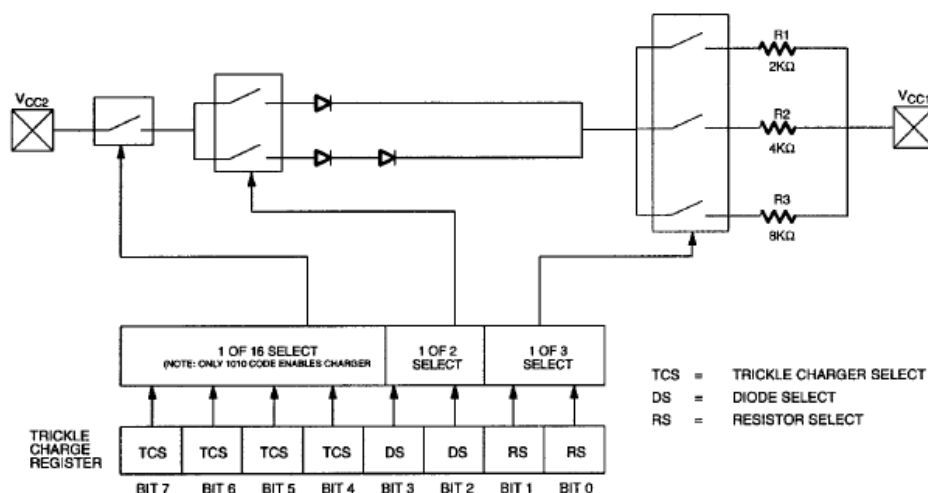 R1
2KΩ
VCC2
VCC1
R2
4KΩ
R3
8KΩ
1 OF 16 SELECT
(NOTE: ONLY 1010 CODE ENABLES CHARGER
1 OF 2
SELECT
1 OF 3
SELECT
TCS = TRICKLE CHARGER SELECT
DS = DIODE SELECT
RS = RESISTOR SELECT
TRICKLE
CHARGE
REGISTER
TCS TCS TCS TCS DS DS RS RS
BIT 7 BIT 6 BIT 5 BIT 4 BIT 3 BIT 2 BIT 1 BIT 0